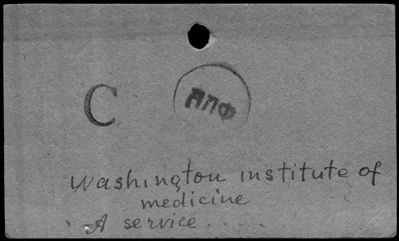 C
ЯПФ
Washington institute of
medicine
A service.....